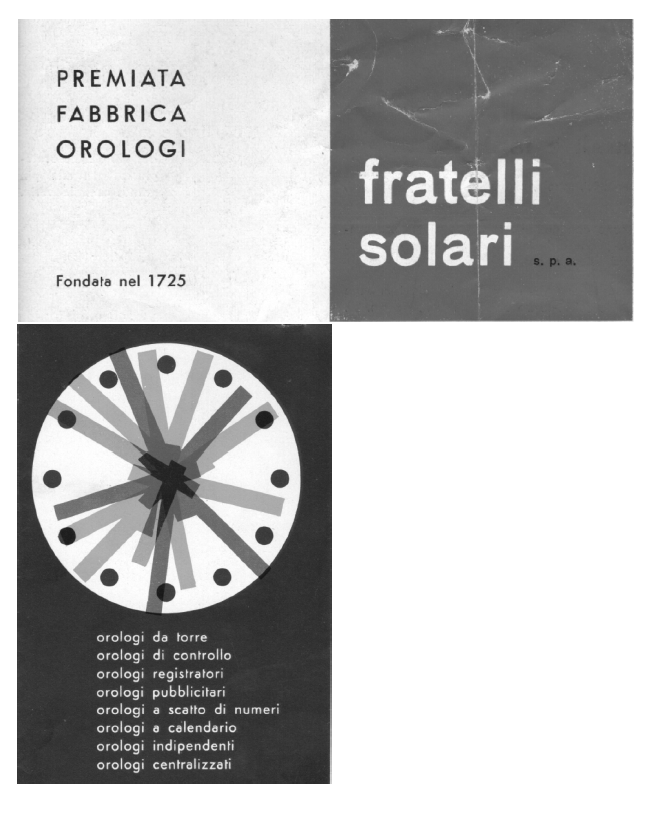 PREMIATA
FABBRICA
OROLOGI
Fondata nel 1725
fratelli
solari s. p. a.
orologi da torre
orologi di controllo
orologi registratori
orologi pubblicitari
orologi a scatto di numeri
orologi a calendario
orologi indipendenti
orologi centralizzati